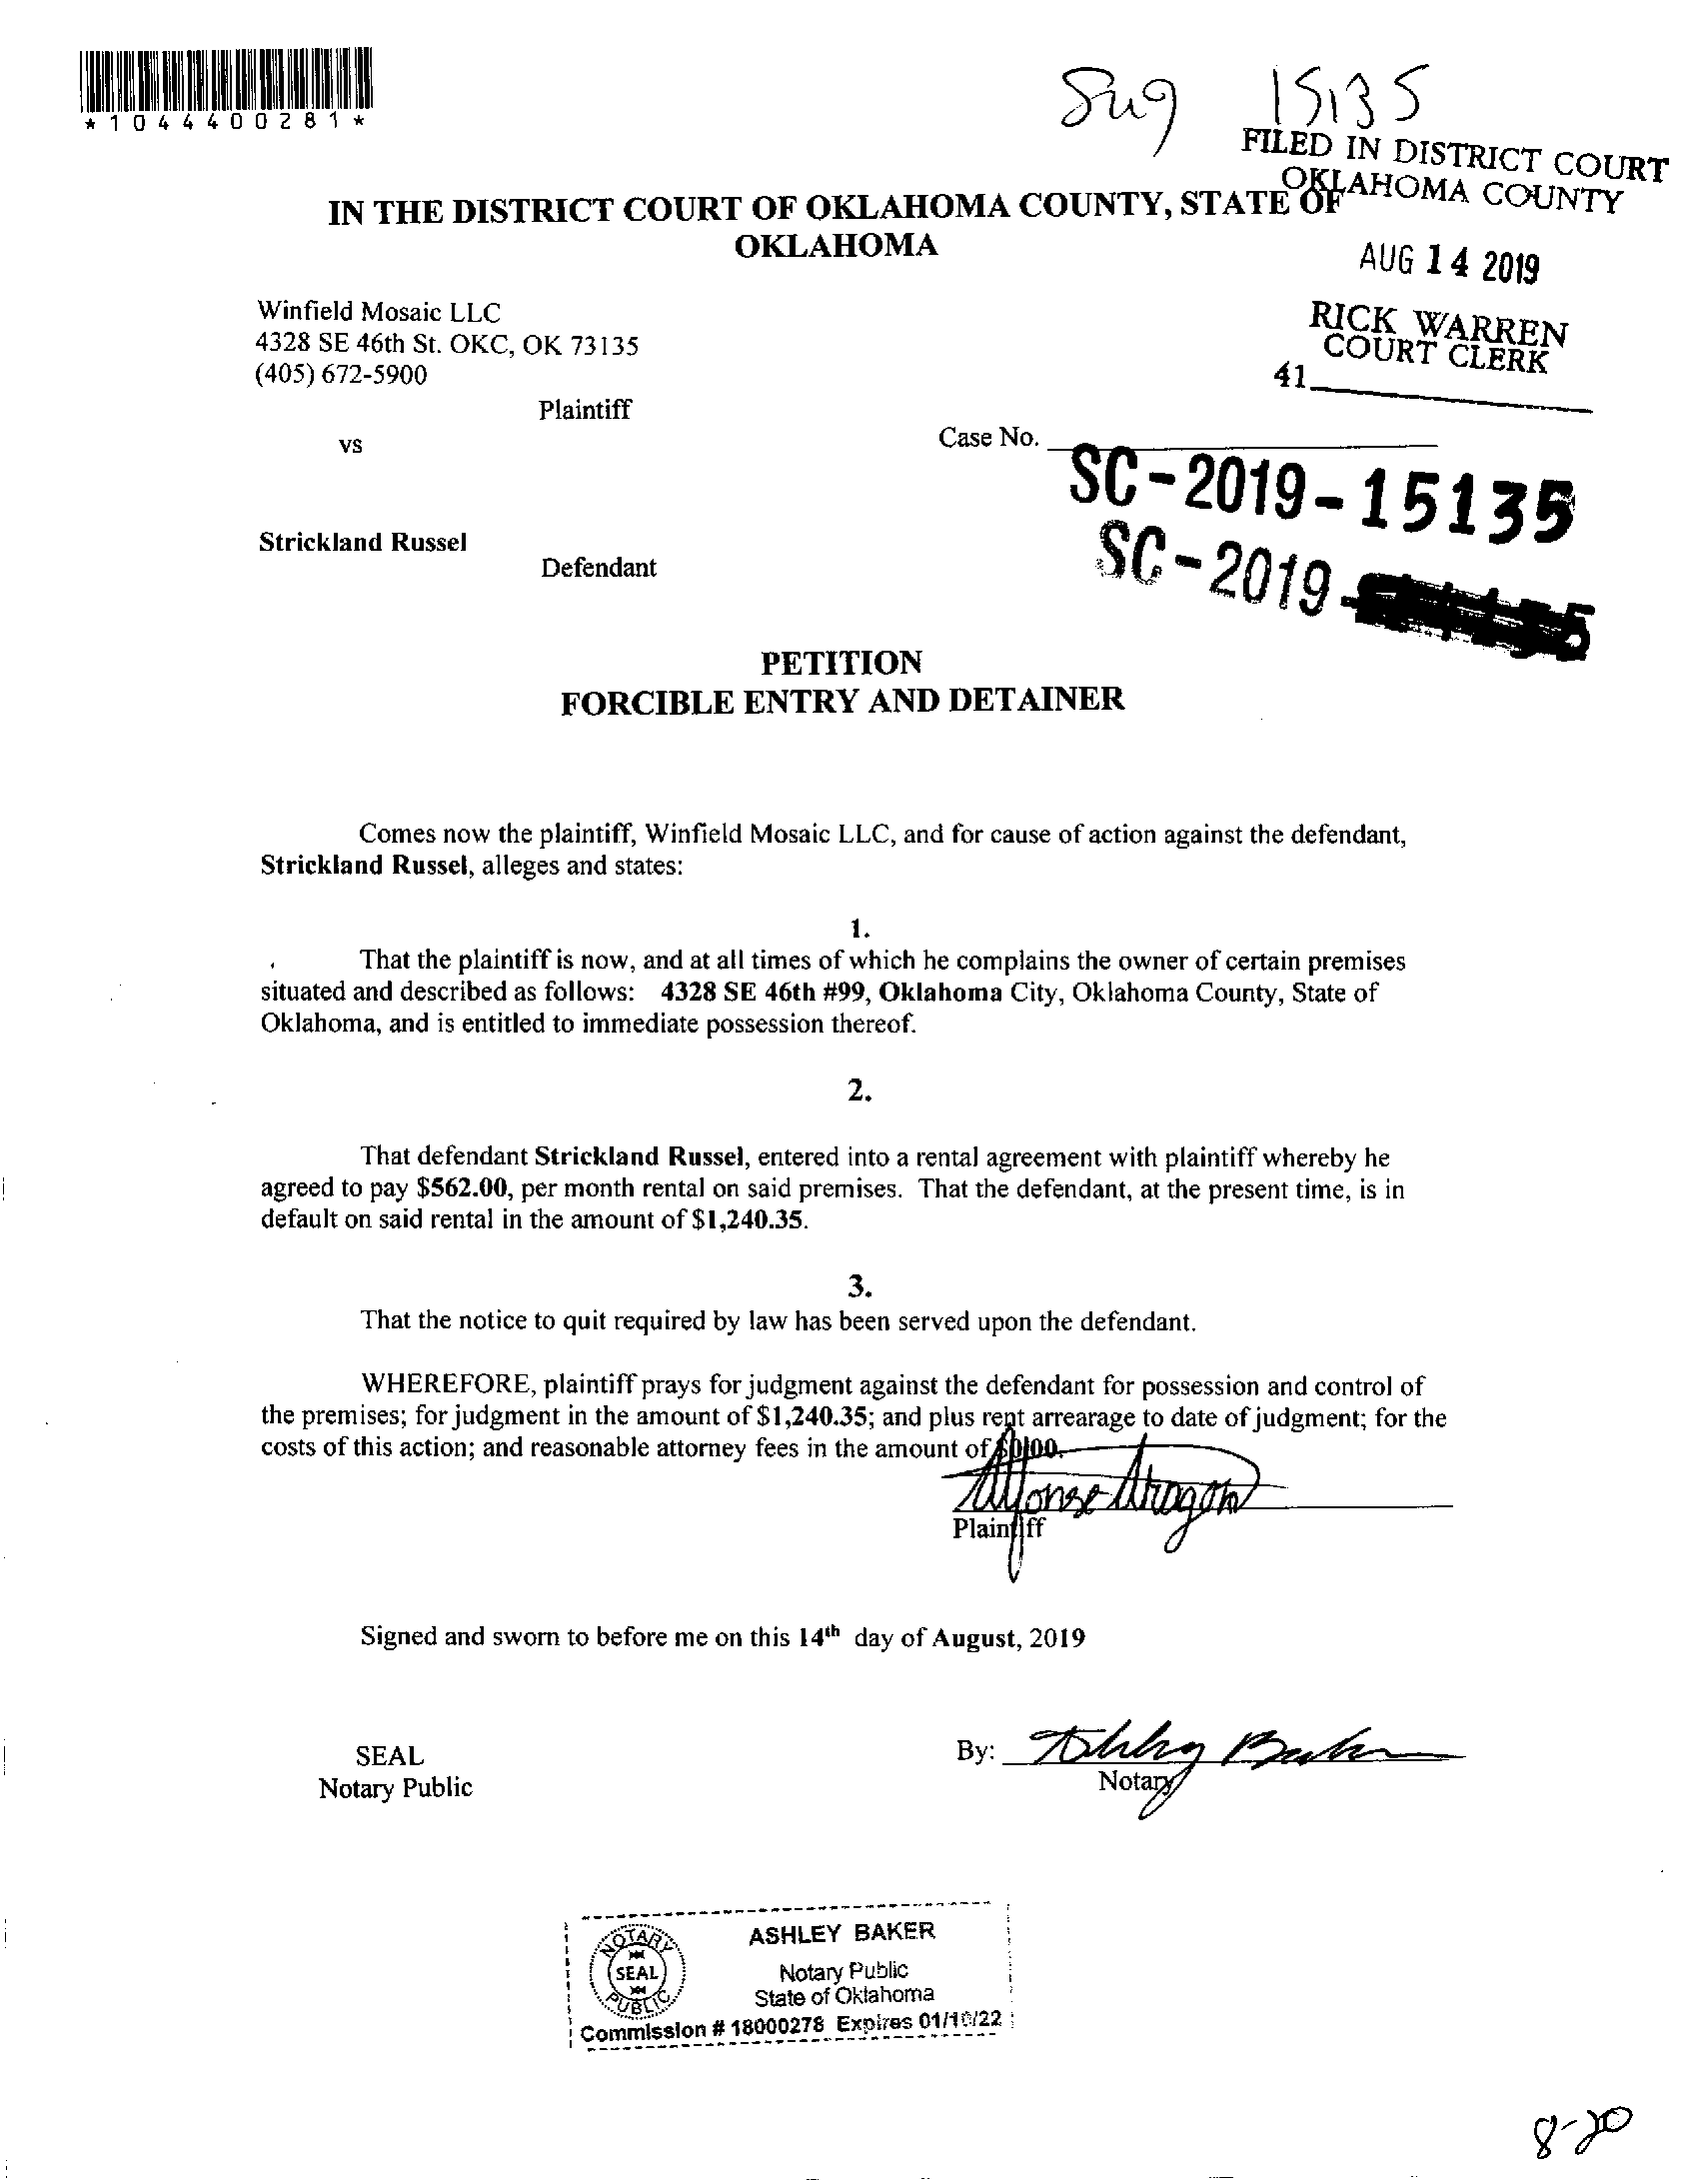 *1044400281*
15135
FILED IN DISTRICT COURT
OKLAHOMA COUNTY
IN THE DISTRICT COURT OF OKLAHOMA COUNTY, STATE OF
OKLAHOMA
AUG 14 2019
Winfield Mosaic LLC
4328 SE 46th St. OKC, OK 73135
(405) 672-5900
RICK WARREN
COURT CLERK
41
Plaintiff
vs
Case No.
SC-2019-15135
SC-2019-
Strickland Russel
Defendant
PETITION
FORCIBLE ENTRY AND DETAINER
Comes now the plaintiff, Winfield Mosaic LLC, and for cause of action against the defendant,
Strickland Russel, alleges and states:
1.
That the plaintiff is now, and at all times of which he complains the owner of certain premises
situated and described as follows: 4328 SE 46th #99, Oklahoma City, Oklahoma County, State of
Oklahoma, and is entitled to immediate possession thereof.
2.
That defendant Strickland Russel, entered into a rental agreement with plaintiff whereby he
agreed to pay $562.00, per month rental on said premises. That the defendant, at the present time, is in
default on said rental in the amount of $1,240.35.
3.
That the notice to quit required by law has been served upon the defendant.
WHEREFORE, plaintiff prays for judgment against the defendant for possession and control of
the premises; for judgment in the amount of $1,240.35; and plus rent arrearage to date of judgment; for the
costs of this action; and reasonable attorney fees in the amount of $0.00.
Alfonso Aragon
Plaintiff
Signed and sworn to before me on this 14th day of August, 2019
SEAL
Notary Public
By: Ashley Baker
Notary
NOTARY
SEAL
PUBLIC
ASHLEY BAKER
Notary Public
State of Oklahoma
Commission # 18000278 Expires 01/10/22
8-20